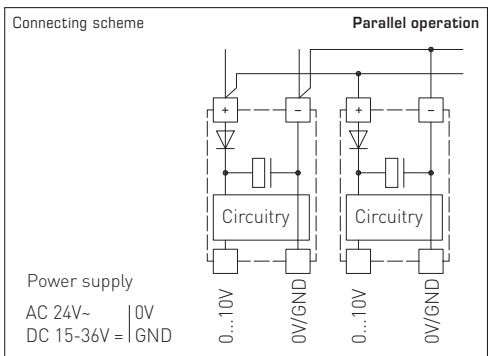 Connecting scheme
Parallel operation
+
−
+
−
Circuitry
Circuitry
Power supply
AC 24V~ | 0V
DC 15-36V = | GND
0...10V
0V/GND
0...10V
0V/GND